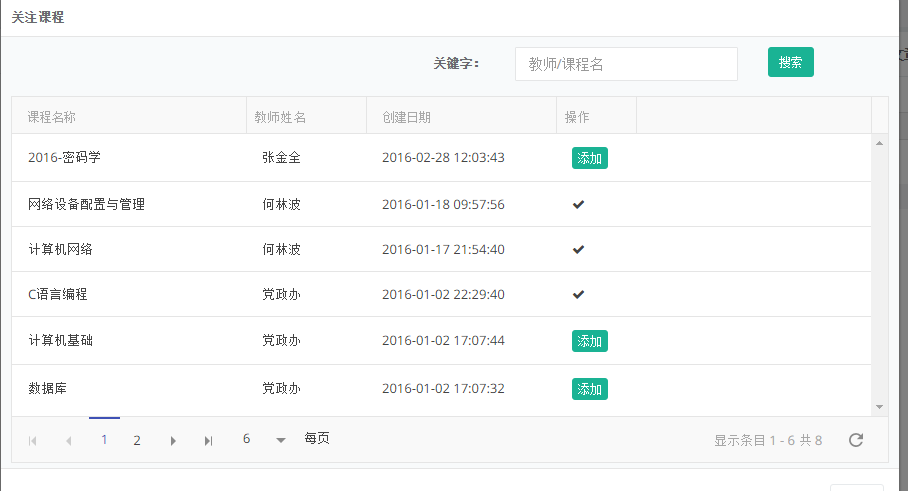 关注课程
关键字： 教师/课程名 搜索
课程名称 教师姓名 创建日期 操作
2016-密码学 张金全 2016-02-28 12:03:43 添加
网络设备配置与管理 何林波 2016-01-18 09:57:56
计算机网络 何林波 2016-01-17 21:54:40
C语言编程 党政办 2016-01-02 22:29:40
计算机基础 党政办 2016-01-02 17:07:44 添加
数据库 党政办 2016-01-02 17:07:32 添加
1 2 6 每页 显示条目 1 - 6 共 8